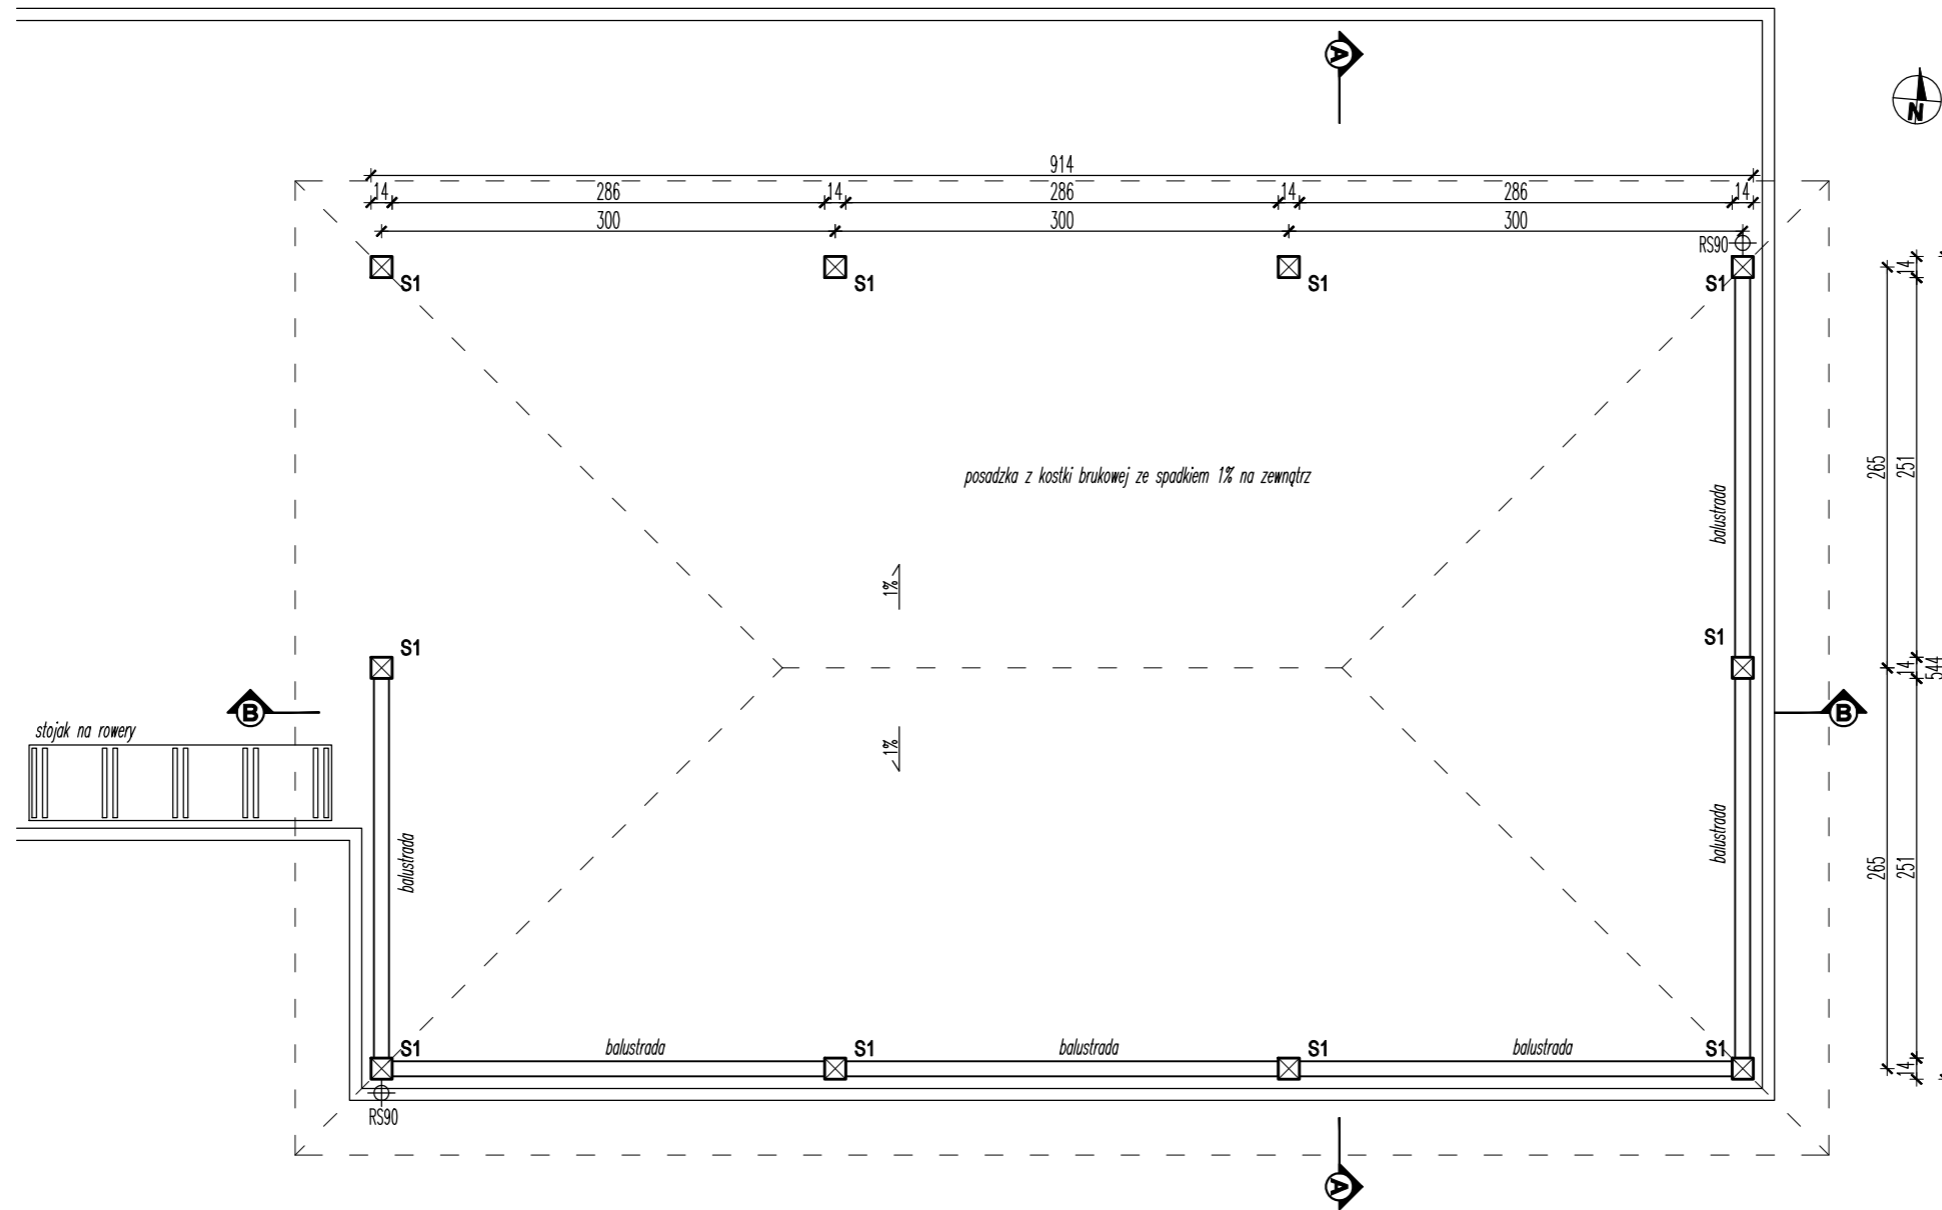 A
N
914
14 286 14 286 14 286 14
300 300 300
RS90
S1 S1 S1 S1
14
posadzka z kostki brukowej ze spadkiem 1% na zewnątrz
265 251
balustrada
1%
S1 S1
14
544
B B
stojak na rowery
1%
balustrada balustrada
265 251
S1 balustrada S1 balustrada S1 balustrada S1
14
RS90
A